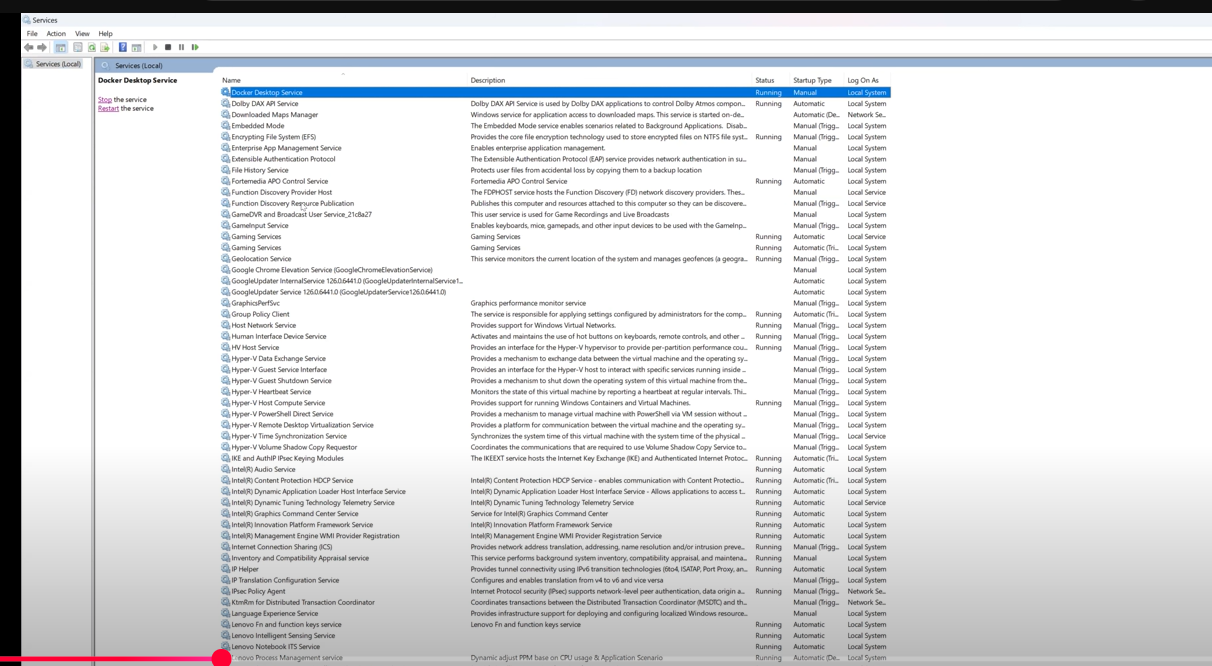 Services
File Action View Help
Services (Local)
Services (Local)
Docker Desktop Service
Stop the service
Restart the service
Name Description Status Startup Type Log On As
Docker Desktop Service Running Manual Local System
Dolby DAX API Service Dolby DAX API Service is used by Dolby DAX applications to control Dolby Atmos compon... Running Automatic Local System
Downloaded Maps Manager Windows service for application access to downloaded maps. This service is started on-de... Automatic (De... Network Se...
Embedded Mode The Embedded Mode service enables scenarios related to Background Applications. Disab... Manual (Trigg... Local System
Encrypting File System (EFS) Provides the core file encryption technology used to store encrypted files on NTFS file syst... Running Manual (Trigg... Local System
Enterprise App Management Service Enables enterprise application management. Manual Local System
Extensible Authentication Protocol The Extensible Authentication Protocol (EAP) service provides network authentication in su... Manual Local System
File History Service Protects user files from accidental loss by copying them to a backup location Manual (Trigg... Local System
Fortemedia APO Control Service Fortemedia APO Control Service Running Automatic Local System
Function Discovery Provider Host The FDPHOST service hosts the Function Discovery (FD) network discovery providers. Thes... Manual Local Service
Function Discovery Resource Publication Publishes this computer and resources attached to this computer so they can be discovere... Manual (Trigg... Local Service
GameDVR and Broadcast User Service_21c8a27 This user service is used for Game Recordings and Live Broadcasts Manual Local System
GameInput Service Enables keyboards, mice, gamepads, and other input devices to be used with the GameInp... Manual (Trigg... Local System
Gaming Services Gaming Services Running Automatic Local Service
Gaming Services Gaming Services Running Automatic (Tri... Local System
Geolocation Service This service monitors the current location of the system and manages geofences (a geogra... Running Manual (Trigg... Local System
Google Chrome Elevation Service (GoogleChromeElevationService) Manual Local System
GoogleUpdater InternalService 126.0.6441.0 (GoogleUpdaterInternalService1... Automatic Local System
GoogleUpdater Service 126.0.6441.0 (GoogleUpdaterService126.0.6441.0) Automatic Local System
GraphicsPerfSvc Graphics performance monitor service Manual (Trigg... Local System
Group Policy Client The service is responsible for applying settings configured by administrators for the comp... Running Automatic (Tri... Local System
Host Network Service Provides support for Windows Virtual Networks. Running Manual (Trigg... Local System
Human Interface Device Service Activates and maintains the use of hot buttons on keyboards, remote controls, and other ... Running Manual (Trigg... Local System
HV Host Service Provides an interface for the Hyper-V hypervisor to provide per-partition performance cou... Running Manual (Trigg... Local System
Hyper-V Data Exchange Service Provides a mechanism to exchange data between the virtual machine and the operating sy... Manual (Trigg... Local System
Hyper-V Guest Service Interface Provides an interface for the Hyper-V host to interact with specific services running inside ... Manual (Trigg... Local System
Hyper-V Guest Shutdown Service Provides a mechanism to shut down the operating system of this virtual machine from the... Manual (Trigg... Local System
Hyper-V Heartbeat Service Monitors the state of this virtual machine by reporting a heartbeat at regular intervals. Thi... Manual (Trigg... Local System
Hyper-V Host Compute Service Provides support for running Windows Containers and Virtual Machines. Running Manual (Trigg... Local System
Hyper-V PowerShell Direct Service Provides a mechanism to manage virtual machine with PowerShell via VM session without ... Manual (Trigg... Local System
Hyper-V Remote Desktop Virtualization Service Provides a platform for communication between the virtual machine and the operating sy... Manual (Trigg... Local System
Hyper-V Time Synchronization Service Synchronizes the system time of this virtual machine with the system time of the physical ... Manual (Trigg... Local Service
Hyper-V Volume Shadow Copy Requestor Coordinates the communications that are required to use Volume Shadow Copy Service to... Manual (Trigg... Local System
IKE and AuthIP IPsec Keying Modules The IKEEXT service hosts the Internet Key Exchange (IKE) and Authenticated Internet Protoc... Running Automatic (Tri... Local System
Intel(R) Audio Service Running Automatic Local System
Intel(R) Content Protection HDCP Service Intel(R) Content Protection HDCP Service - enables communication with Content Protectio... Running Automatic (Tri... Local System
Intel(R) Dynamic Application Loader Host Interface Service Intel(R) Dynamic Application Loader Host Interface Service - Allows applications to access t... Running Automatic Local System
Intel(R) Dynamic Tuning Technology Telemetry Service Intel(R) Dynamic Tuning Technology Telemetry Service Running Automatic Local Service
Intel(R) Graphics Command Center Service Service for Intel(R) Graphics Command Center Running Automatic Local System
Intel(R) Innovation Platform Framework Service Intel(R) Innovation Platform Framework Service Running Automatic Local System
Intel(R) Management Engine WMI Provider Registration Intel(R) Management Engine WMI Provider Registration Service Running Automatic Local System
Internet Connection Sharing (ICS) Provides network address translation, addressing, name resolution and/or intrusion preve... Running Manual (Trigg... Local System
Inventory and Compatibility Appraisal service This service performs background system inventory, compatibility appraisal, and maintena... Running Manual Local System
IP Helper Provides tunnel connectivity using IPv6 transition technologies (6to4, ISATAP, Port Proxy, an... Running Automatic Local System
IP Translation Configuration Service Configures and enables translation from v4 to v6 and vice versa Manual (Trigg... Local System
IPsec Policy Agent Internet Protocol security (IPsec) supports network-level peer authentication, data origin a... Running Manual (Trigg... Network Se...
KtmRm for Distributed Transaction Coordinator Coordinates transactions between the Distributed Transaction Coordinator (MSDTC) and th... Manual (Trigg... Network Se...
Language Experience Service Provides infrastructure support for deploying and configuring localized Windows resource... Manual Local System
Lenovo Fn and function keys service Lenovo Fn and function keys service Running Automatic Local System
Lenovo Intelligent Sensing Service Running Automatic Local System
Lenovo Notebook ITS Service Running Automatic Local System
Lenovo Process Management service Dynamic adjust PPM base on CPU usage & Application Scenario Running Automatic (De... Local System